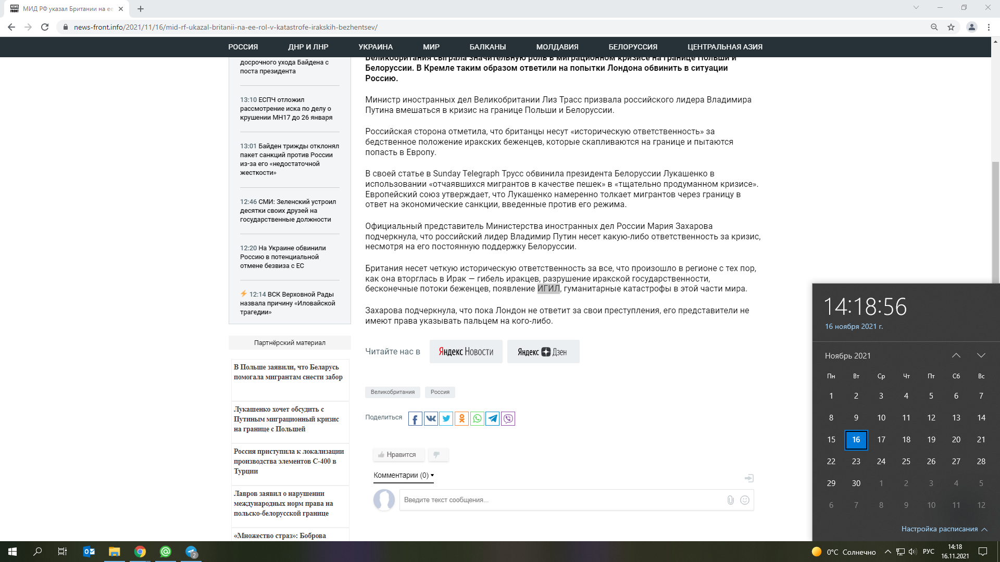 NEWS FRONT
МИД РФ указал Британии на ее
news-front.info/2021/11/16/mid-rf-ukazal-britanii-na-ee-rol-v-katastrofe-irakskih-bezhentsev/
РОССИЯ ДНР И ЛНР УКРАИНА МИР БАЛКАНЫ МОЛДАВИЯ БЕЛОРУССИЯ ЦЕНТРАЛЬНАЯ АЗИЯ
досрочного ухода Байдена с
поста президента
13:10 ЕСПЧ отложил
рассмотрение иска по делу о
крушении МН17 до 26 января
13:01 Байден трижды отклонял
пакет санкций против России
из-за его «недостаточной
жесткости»
12:46 СМИ: Зеленский устроил
десятки своих друзей на
государственные должности
12:20 На Украине обвинили
Россию в потенциальной
отмене безвиза с ЕС
12:14 ВСК Верховной Рады
назвала причину «Иловайской
трагедии»
Партнёрский материал
В Польше заявили, что Беларусь
помогала мигрантам снести забор
Лукашенко хочет обсудить с
Путиным миграционный кризис
на границе с Польшей
Россия приступила к локализации
производства элементов С-400 в
Турции
Лавров заявил о нарушении
международных норм права на
польско-белорусской границе
«Множество страз»: Боброва
Великобритания сыграла значительную роль в миграционном кризисе на границе Польши и
Белоруссии. В Кремле таким образом ответили на попытки Лондона обвинить в ситуации
Россию.
Министр иностранных дел Великобритании Лиз Трасс призвала российского лидера Владимира
Путина вмешаться в кризис на границе Польши и Белоруссии.
Российская сторона отметила, что британцы несут «историческую ответственность» за
бедственное положение иракских беженцев, которые скапливаются на границе и пытаются
попасть в Европу.
В своей статье в Sunday Telegraph Трусс обвинила президента Белоруссии Лукашенко в
использовании «отчаявшихся мигрантов в качестве пешек» в «тщательно продуманном кризисе».
Европейский союз утверждает, что Лукашенко намеренно толкает мигрантов через границу в
ответ на экономические санкции, введенные против его режима.
Официальный представитель Министерства иностранных дел России Мария Захарова
подчеркнула, что российский лидер Владимир Путин несет какую-либо ответственность за кризис,
несмотря на его постоянную поддержку Белоруссии.
Британия несет четкую историческую ответственность за все, что произошло в регионе с тех пор,
как она вторглась в Ирак — гибель иракцев, разрушение иракской государственности,
бесконечные потоки беженцев, появление ИГИЛ, гуманитарные катастрофы в этой части мира.
Захарова подчеркнула, что пока Лондон не ответит за свои преступления, его представители не
имеют права указывать пальцем на кого-либо.
Читайте нас в Яндекс Новости Яндекс Дзен
Великобритания Россия
Поделиться
Нравится
Комментарии (0)
Введите текст сообщения...
14:18:56
16 ноября 2021 г.
Ноябрь 2021
Пн Вт Ср Чт Пт Сб Вс
1 2 3 4 5 6 7
8 9 10 11 12 13 14
15 16 17 18 19 20 21
22 23 24 25 26 27 28
29 30 1 2 3 4 5
6 7 8 9 10 11 12
Настройка расписания
2
0°C Солнечно
РУС
14:18
16.11.2021